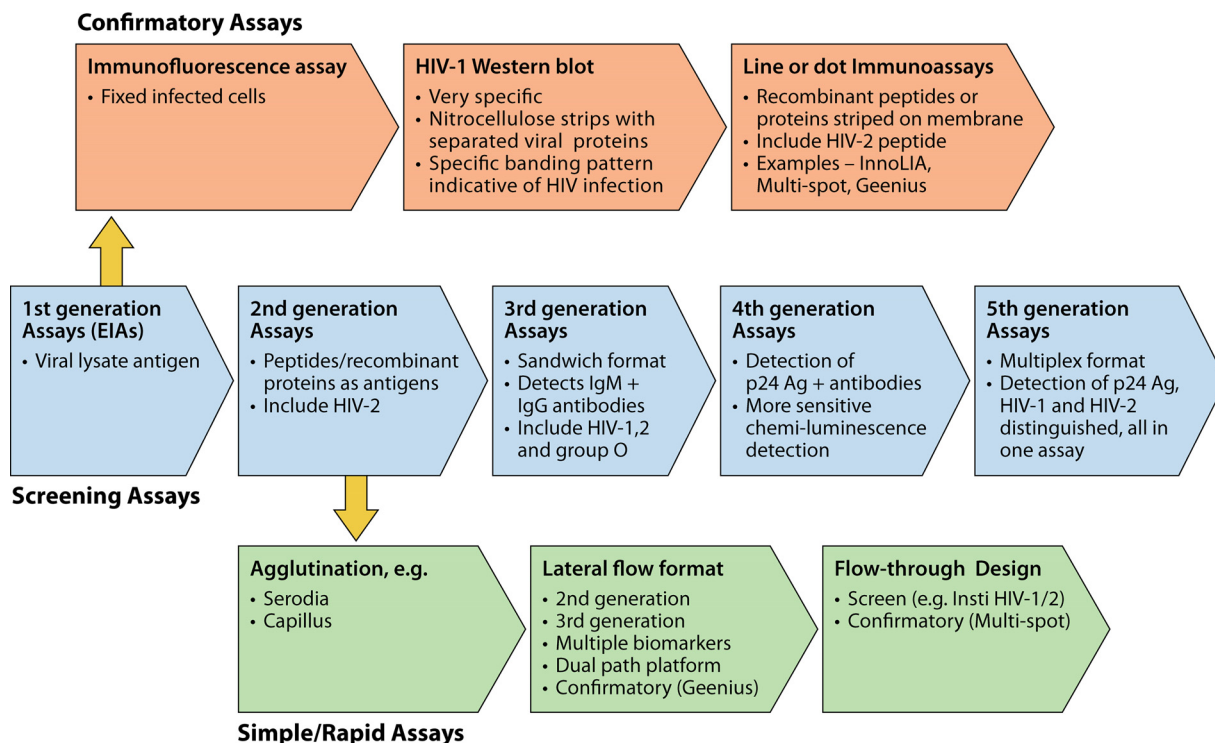 Confirmatory Assays
Immunofluorescence assay
• Fixed infected cells
HIV-1 Western blot
• Very specific
• Nitrocellulose strips with
separated viral proteins
• Specific banding pattern
indicative of HIV infection
Line or dot Immunoassays
• Recombinant peptides or
proteins striped on membrane
• Include HIV-2 peptide
• Examples – InnoLIA,
Multi-spot, Geenius
1st generation
Assays (EIAs)
• Viral lysate antigen
2nd generation
Assays
• Peptides/recombinant
proteins as antigens
• Include HIV-2
3rd generation
Assays
• Sandwich format
• Detects IgM +
IgG antibodies
• Include HIV-1,2
and group O
4th generation
Assays
• Detection of
p24 Ag + antibodies
• More sensitive
chemi-luminescence
detection
5th generation
Assays
• Multiplex format
• Detection of p24 Ag,
HIV-1 and HIV-2
distinguished, all in
one assay
Screening Assays
Agglutination, e.g.
• Serodia
• Capillus
Lateral flow format
• 2nd generation
• 3rd generation
• Multiple biomarkers
• Dual path platform
• Confirmatory (Geenius)
Flow-through Design
• Screen (e.g. Insti HIV-1/2)
• Confirmatory (Multi-spot)
Simple/Rapid Assays